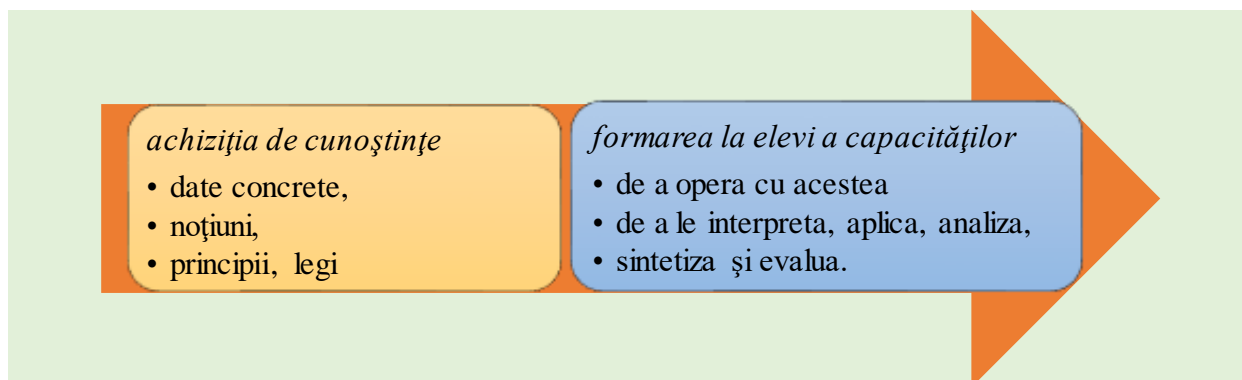 achiziţia de cunoştinţe
• date concrete,
• noţiuni,
• principii, legi
formarea la elevi a capacităţilor
• de a opera cu acestea
• de a le interpreta, aplica, analiza,
• sintetiza şi evalua.